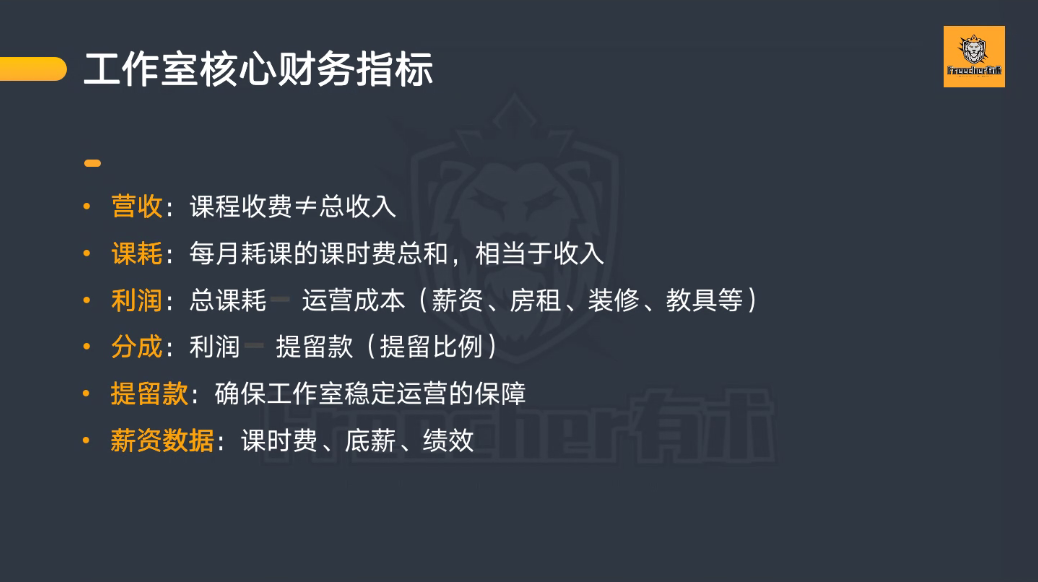 工作室核心财务指标
Freecher有术
营收：课程收费≠总收入
课耗：每月耗课的课时费总和，相当于收入
利润：总课耗－ 运营成本（薪资、房租、装修、教具等）
分成：利润－ 提留款（提留比例）
提留款：确保工作室稳定运营的保障
薪资数据：课时费、底薪、绩效
Freecher有术